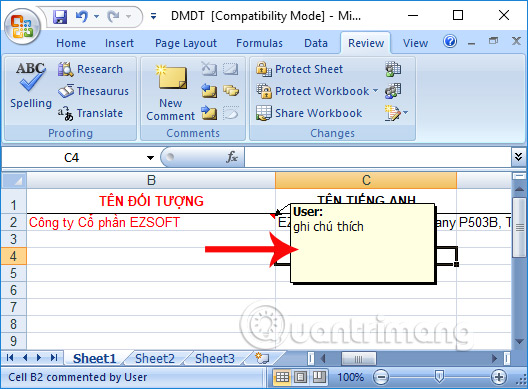 DMDT [Compatibility Mode] - Mi...
Home Insert Page Layout Formulas Data Review View
ABC
Spelling
Research
Thesaurus
Translate
Proofing
New Comment
Comments
Protect Sheet
Protect Workbook
Share Workbook
Changes
C4
fx
B C
1 TÊN ĐỐI TƯỢNG TÊN TIẾNG ANH
2 Công ty Cổ phần EZSOFT any P503B, T
User:
ghi chú thích
3
4
5
6
7
8
9
Quantrimang
Sheet1 Sheet2 Sheet3
Cell B2 commented by User
100%